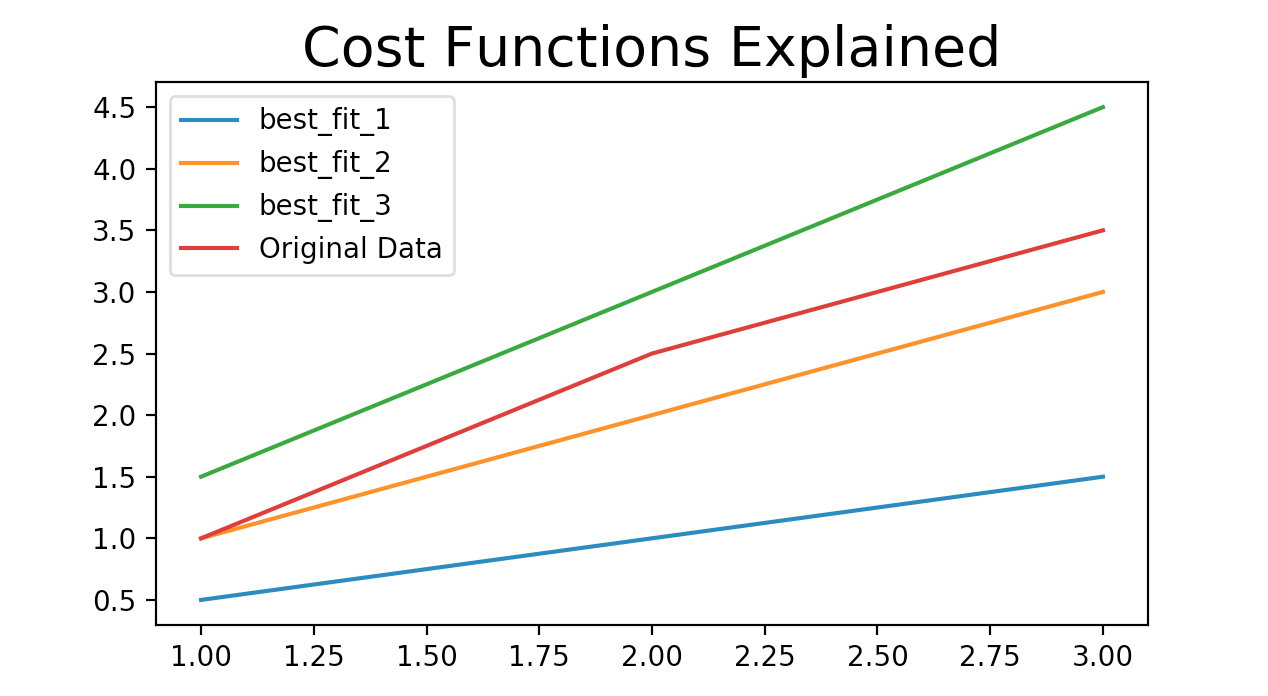 Cost Functions Explained
best_fit_1
best_fit_2
best_fit_3
Original Data
4.5
4.0
3.5
3.0
2.5
2.0
1.5
1.0
0.5
1.00 1.25 1.50 1.75 2.00 2.25 2.50 2.75 3.00